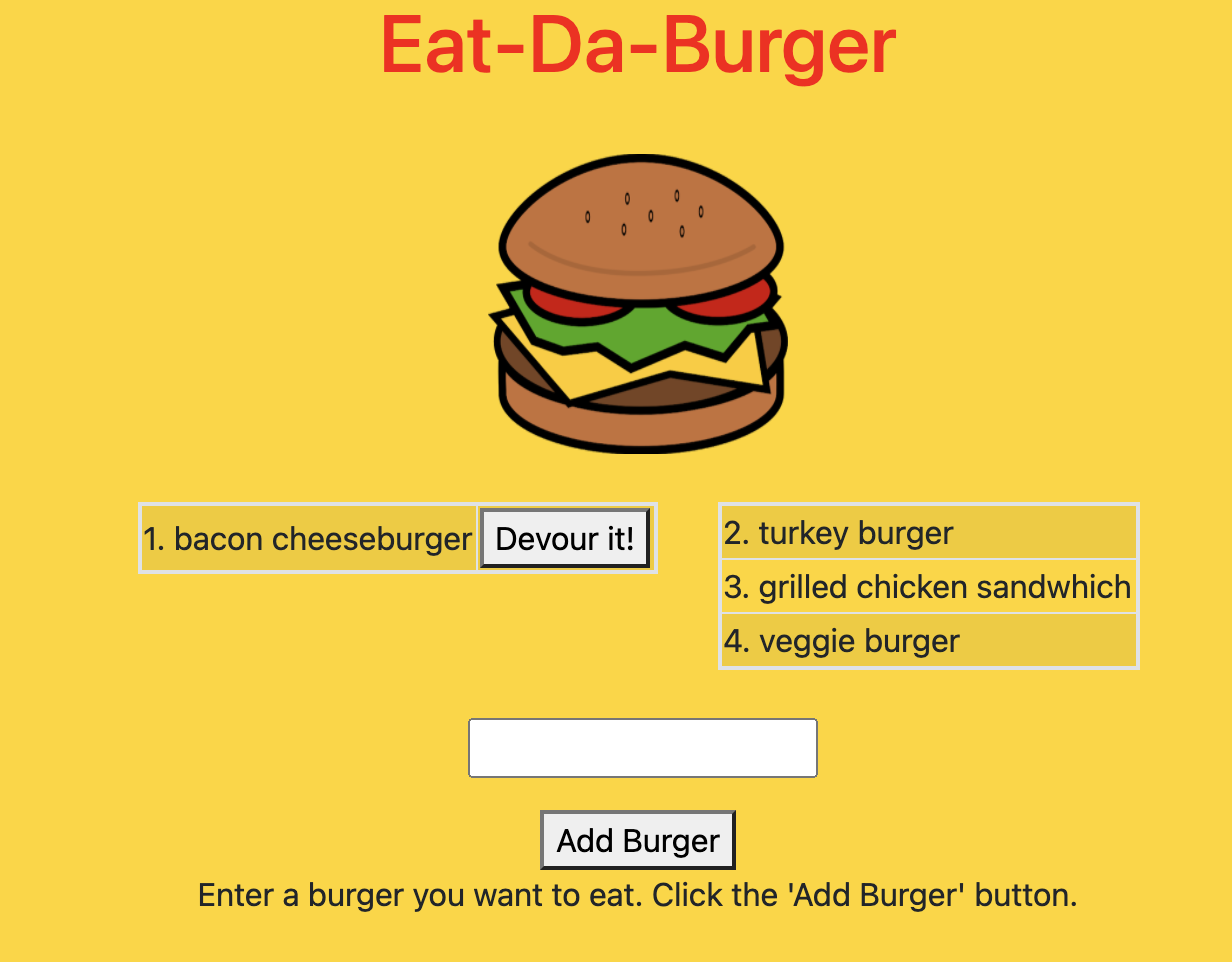 Eat-Da-Burger
1. bacon cheeseburger Devour it!
2. turkey burger
3. grilled chicken sandwhich
4. veggie burger
Add Burger
Enter a burger you want to eat. Click the 'Add Burger' button.